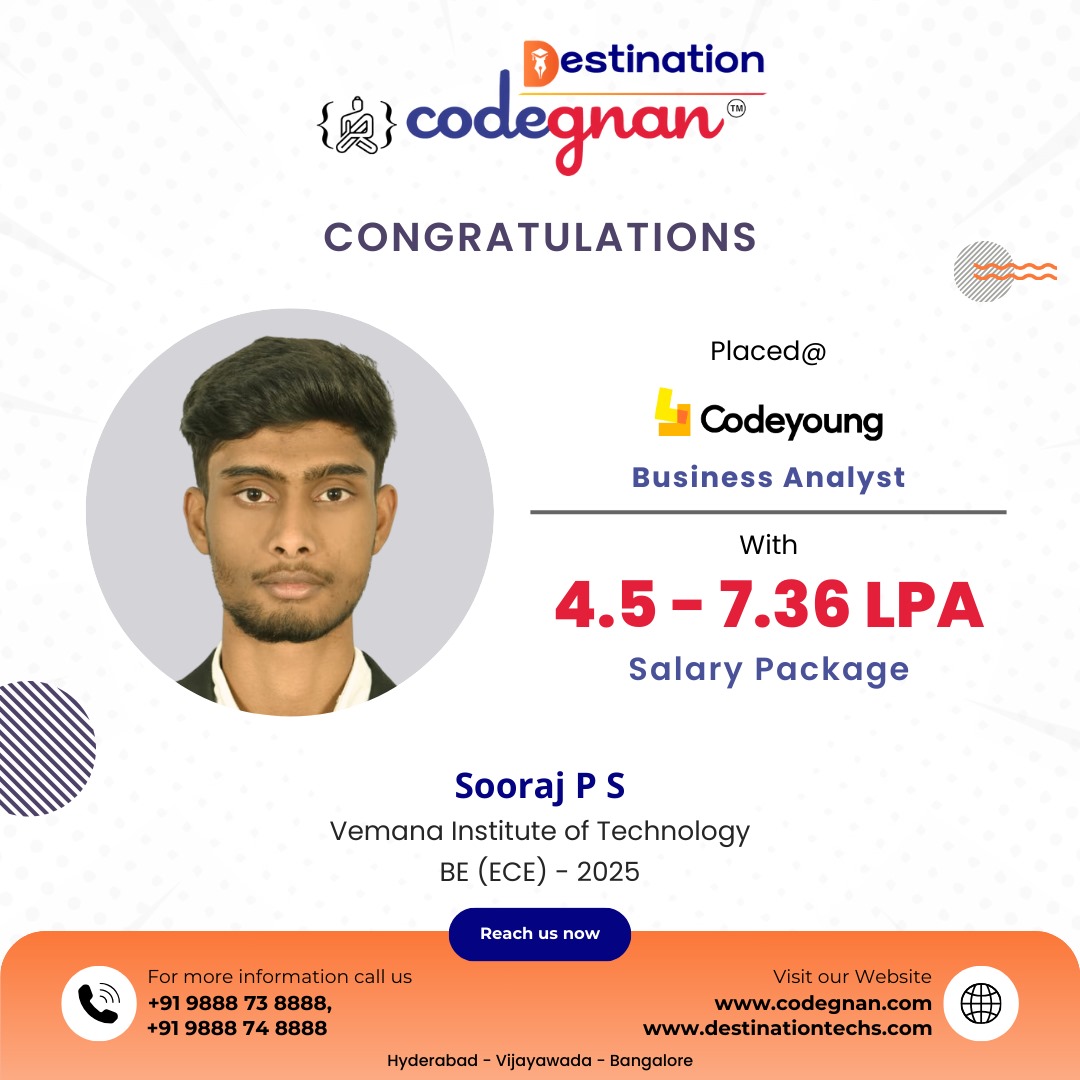 Destination
codegnan TM
CONGRATULATIONS
Placed@
Codeyoung
Business Analyst
With
4.5 - 7.36 LPA
Salary Package
Sooraj P S
Vemana Institute of Technology
BE (ECE) - 2025
Reach us now
For more information call us
+91 9888 73 8888,
+91 9888 74 8888
Visit our Website
www.codegnan.com
www.destinationtechs.com
Hyderabad - Vijayawada - Bangalore